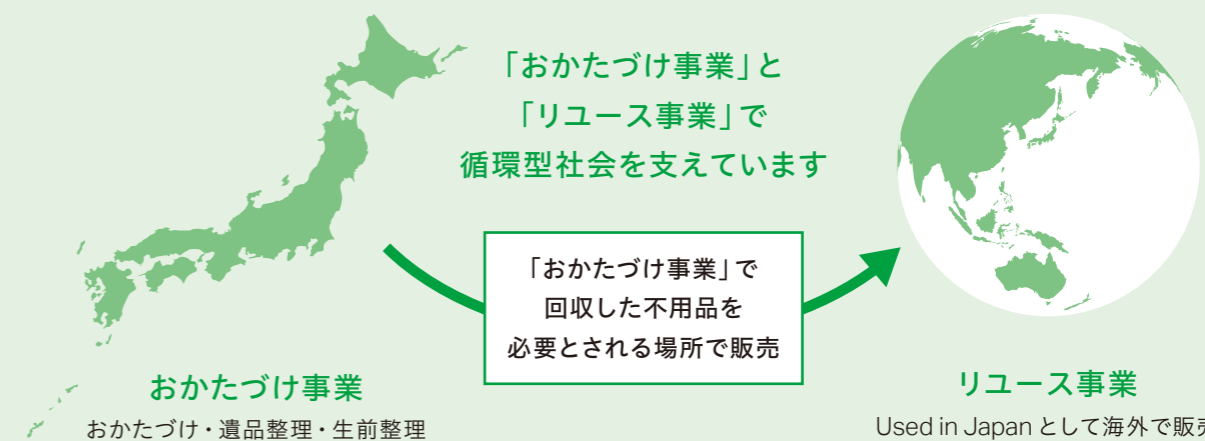 「おかたづけ事業」と
「リユース事業」で
循環型社会を支えています
「おかたづけ事業」で
回収した不用品を
必要とされる場所で販売
おかたづけ事業
おかたづけ・遺品整理・生前整理
リユース事業
Used in Japan として海外で販売